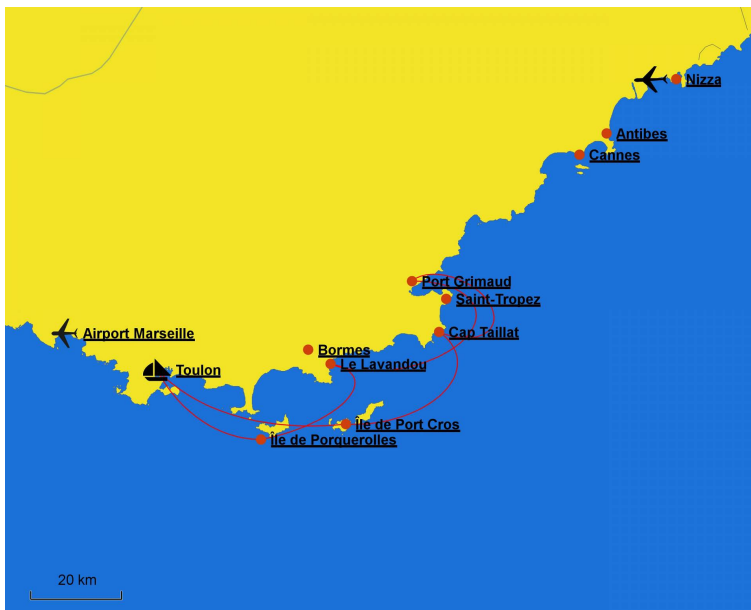 Nizza
Antibes
Cannes
Port Grimaud
Saint-Tropez
Airport Marseille
Cap Taillat
Bormes
Le Lavandou
Toulon
Île de Port Cros
Île de Porquerolles
20 km